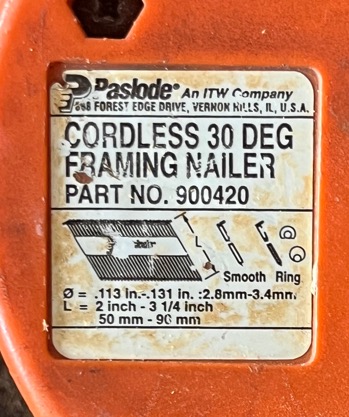 Paslode® An ITW Company
888 FOREST EDGE DRIVE, VERNON HILLS, IL, U.S.A.
CORDLESS 30 DEG
FRAMING NAILER
PART NO. 900420
L
Smooth Ring
Ø = .113 in.-.131 in. :2.8mm-3.4mm
L = 2 inch - 3 1/4 inch
50 mm - 90 mm